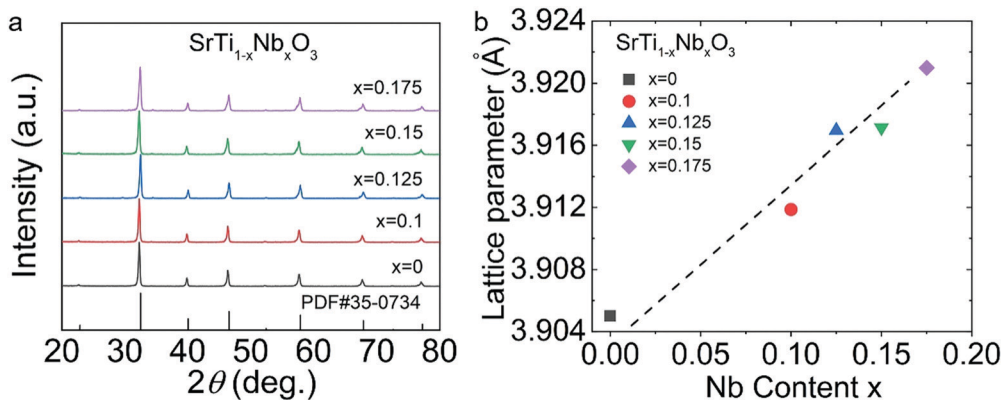 a
SrTi1-xNbxO3
x=0.175
x=0.15
x=0.125
x=0.1
x=0
PDF#35-0734
Intensity (a.u.)
20 30 40 50 60 70 80
2θ (deg.)
b
SrTi1-xNbxO3
x=0
x=0.1
x=0.125
x=0.15
x=0.175
Lattice parameter (Å)
3.924
3.920
3.916
3.912
3.908
3.904
0.00 0.05 0.10 0.15 0.20
Nb Content x